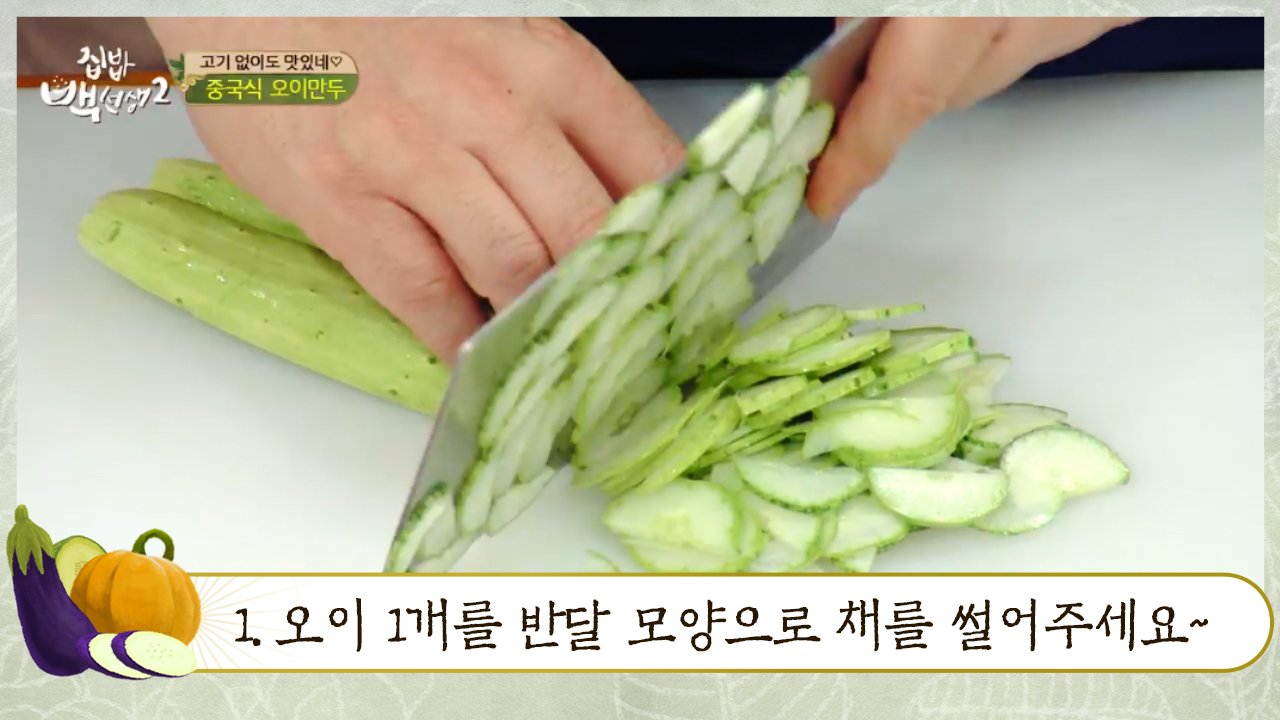 집밥
백선생2
고기 없이도 맛있네♡
중국식 오이만두
1. 오이 1개를 반달 모양으로 채를 썰어주세요~